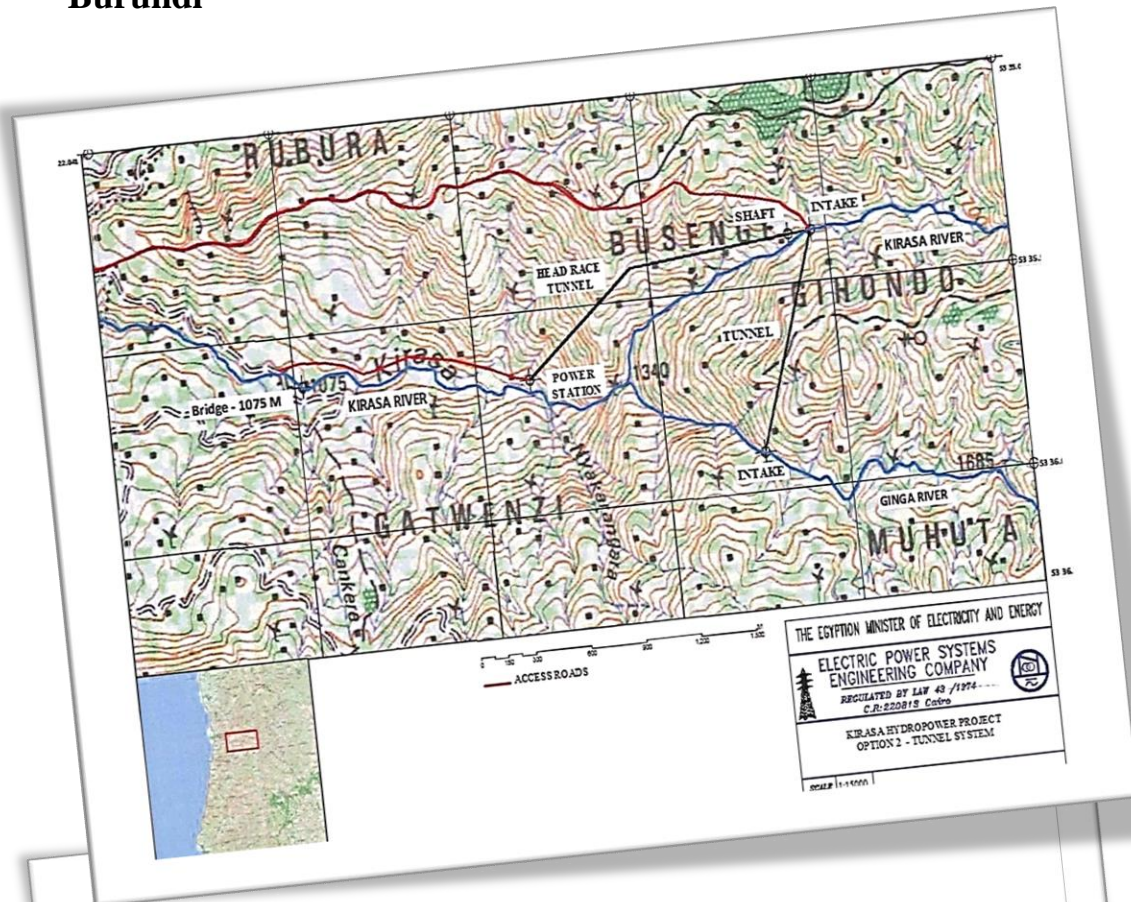 Burundi
RUBURA
SHAFT
INTAKE
BUSENG
KIRASA RIVER
HEAD RACE
TUNNEL
GIHONDO
TUNNEL
Kirasa
1075
POWER
STATION
1340
Bridge - 1075 M
KIRASA RIVER
INTAKE
1685
GINGA RIVER
GATWENZI
MUHUTA
Cankere
ACCESS ROADS
THE EGYPTION MINISTER OF ELECTRICITY AND ENERGY
ELECTRIC POWER SYSTEMS
ENGINEERING COMPANY
REGULATED BY LAW 43 /1974
C.R:220813 Cairo
KIRASA HYDROPOWER PROJECT
OPTION 2 - TUNNEL SYSTEM
SCALE 1:15000